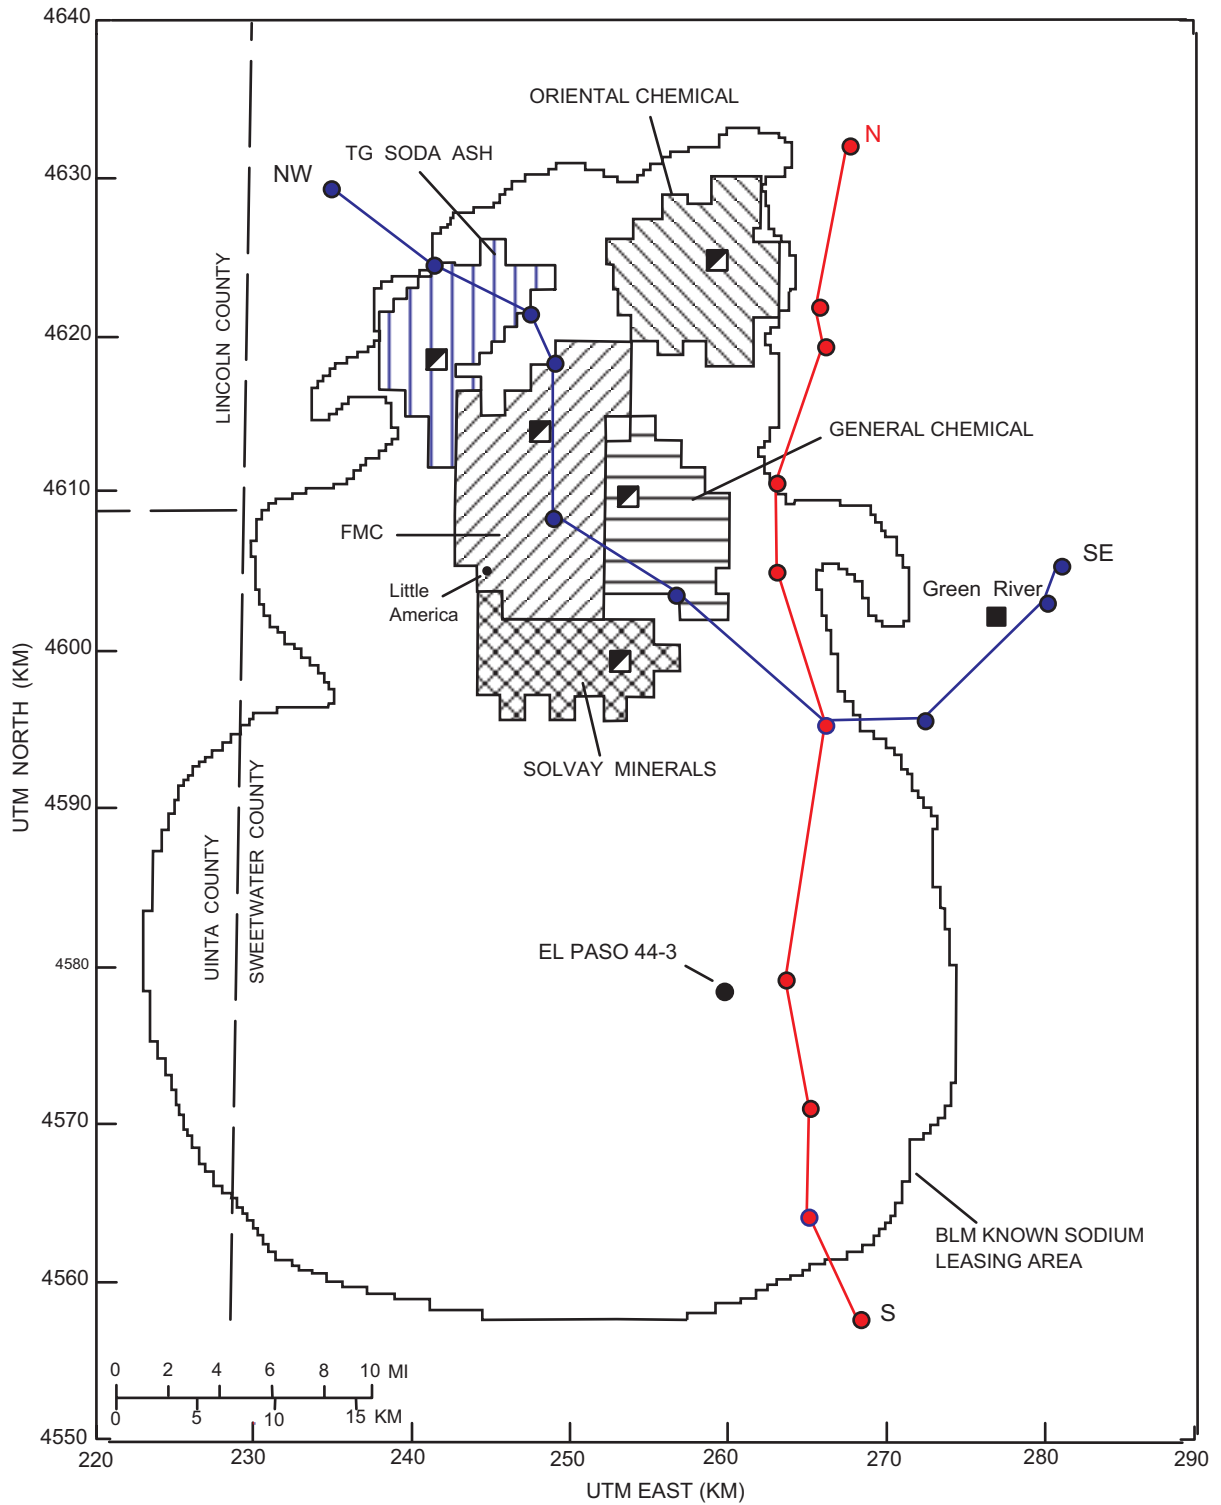 4640
ORIENTAL CHEMICAL
N
TG SODA ASH
4630
NW
4620
LINCOLN COUNTY
GENERAL CHEMICAL
4610
FMC
SE
Little
America
Green River
4600
UTM NORTH (KM)
SOLVAY MINERALS
4590
UINTA COUNTY
SWEETWATER COUNTY
EL PASO 44-3
4580
4570
BLM KNOWN SODIUM
LEASING AREA
4560
S
0 2 4 6 8 10 MI
0 5 10 15 KM
4550
220 230 240 250 260 270 280 290
UTM EAST (KM)